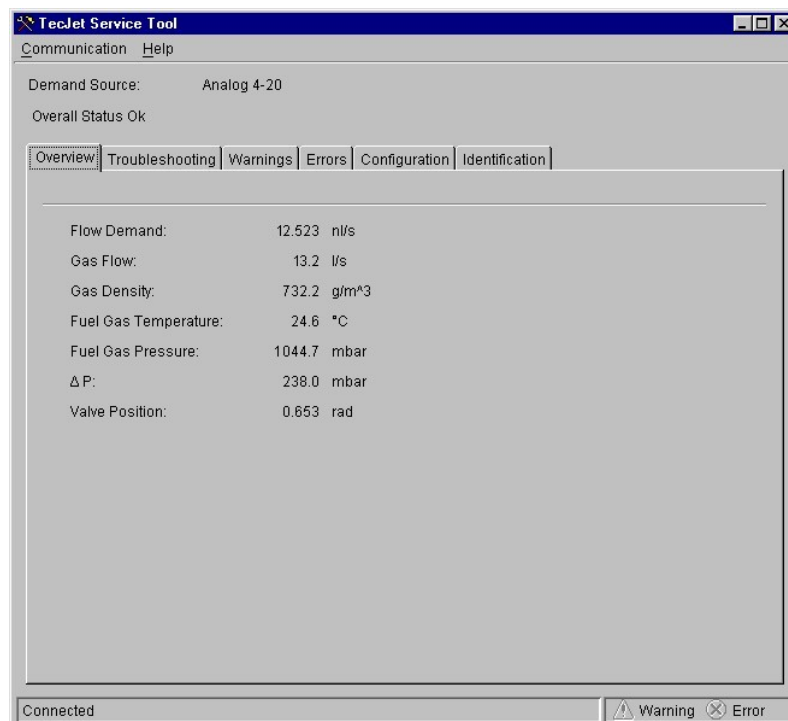 TecJet Service Tool
Communication Help
Demand Source: Analog 4-20
Overall Status Ok
Overview Troubleshooting Warnings Errors Configuration Identification
Flow Demand: 12.523 nl/s
Gas Flow: 13.2 l/s
Gas Density: 732.2 g/m^3
Fuel Gas Temperature: 24.6 °C
Fuel Gas Pressure: 1044.7 mbar
Δ P: 238.0 mbar
Valve Position: 0.653 rad
Connected Warning Error